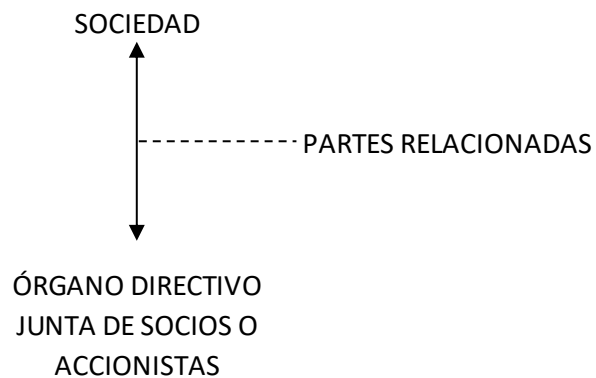 SOCIEDAD
PARTES RELACIONADAS
ÓRGANO DIRECTIVO
JUNTA DE SOCIOS O
ACCIONISTAS